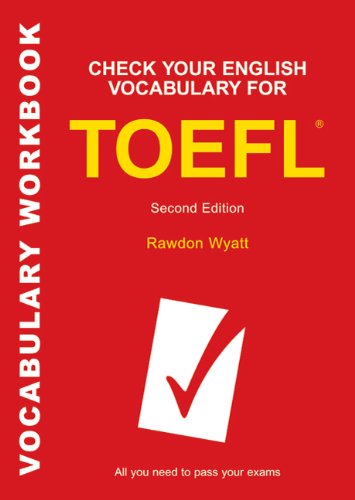 VOCABULARY WORKBOOK
CHECK YOUR ENGLISH
VOCABULARY FOR
TOEFL®
Second Edition
Rawdon Wyatt
All you need to pass your exams